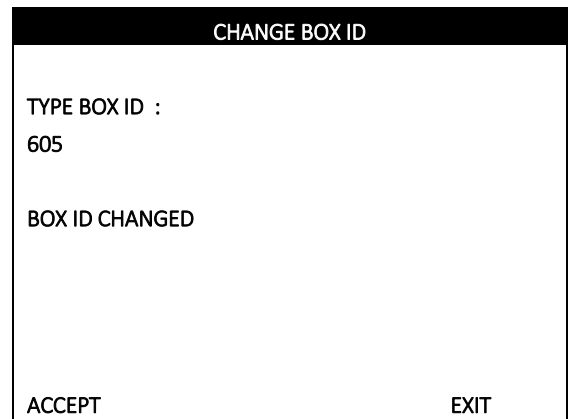 CHANGE BOX ID
TYPE BOX ID :
605
BOX ID CHANGED
ACCEPT EXIT